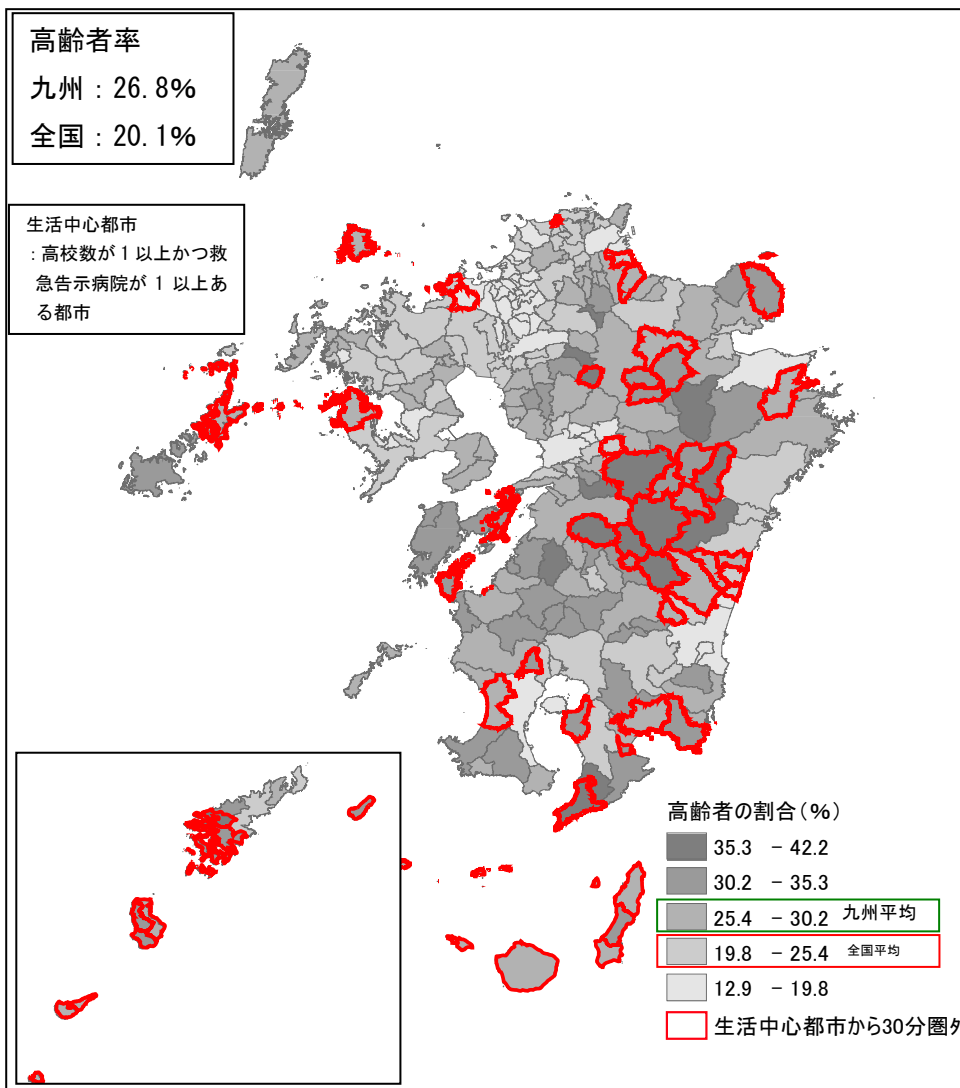 高齢者率
九州：26.8%
全国：20.1%
生活中心都市
：高校数が１以上かつ救
急告示病院が１以上あ
る都市
高齢者の割合(%)
35.3 － 42.2
30.2 － 35.3
25.4 － 30.2 九州平均
19.8 － 25.4 全国平均
12.9 － 19.8
生活中心都市から30分圏